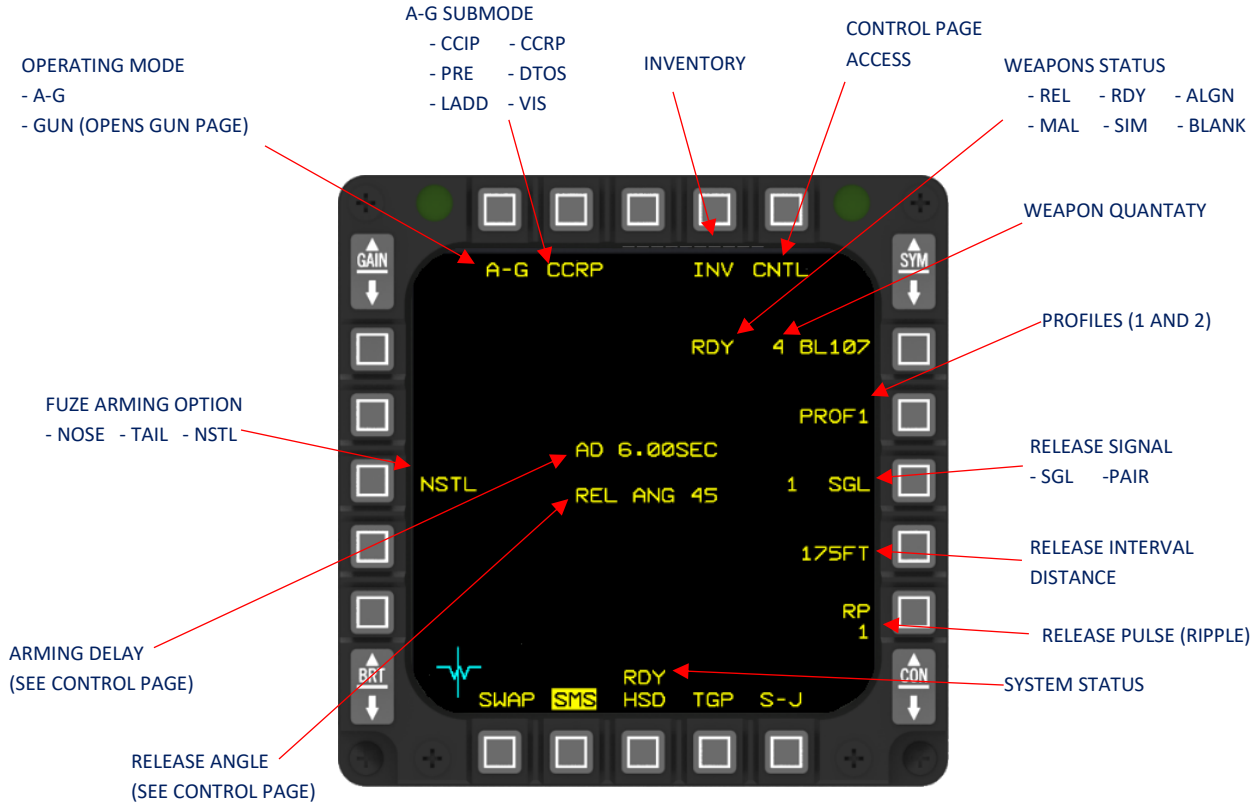 A-G SUBMODE
- CCIP - CCRP
- PRE - DTOS
- LADD - VIS
OPERATING MODE
- A-G
- GUN (OPENS GUN PAGE)
INVENTORY
CONTROL PAGE
ACCESS
WEAPONS STATUS
- REL - RDY - ALGN
- MAL - SIM - BLANK
WEAPON QUANTATY
PROFILES (1 AND 2)
FUZE ARMING OPTION
- NOSE - TAIL - NSTL
RELEASE SIGNAL
- SGL -PAIR
RELEASE INTERVAL
DISTANCE
RELEASE PULSE (RIPPLE)
ARMING DELAY
(SEE CONTROL PAGE)
SYSTEM STATUS
RELEASE ANGLE
(SEE CONTROL PAGE)
GAIN
SYM
A-G CCRP INV CNTL
RDY 4 BL107
PROF1
AD 6.00SEC
NSTL
1 SGL
REL ANG 45
175FT
RP
1
BRT
CON
RDY
SWAP SMS HSD TGP S-J